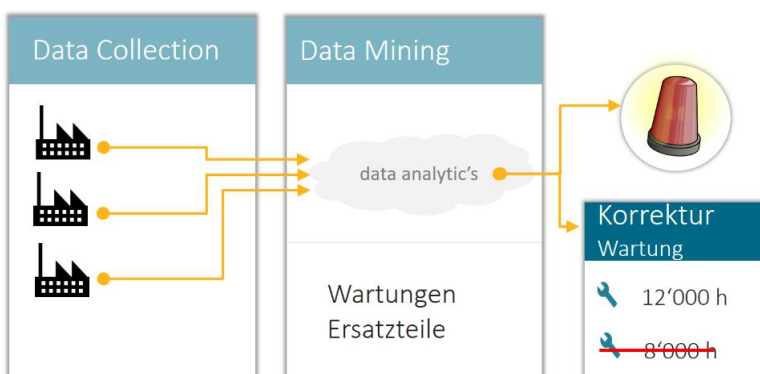 Data Collection
Data Mining
data analytic's
Wartungen
Ersatzteile
Korrektur
Wartung
12‘000 h
8‘000 h